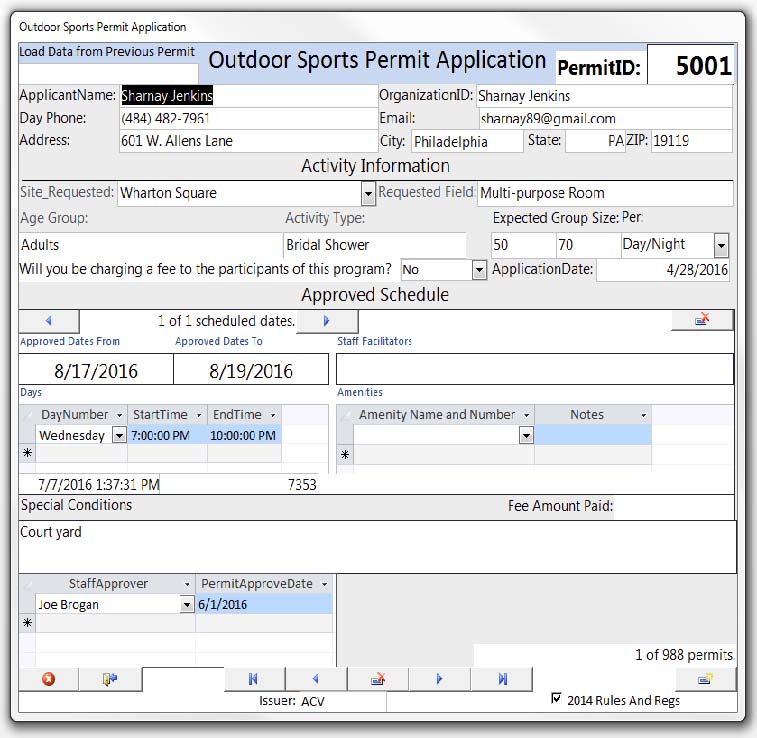 Outdoor Sports Permit Application
Load Data from Previous Permit
Outdoor Sports Permit Application
PermitID: 5001
ApplicantName: Sharnay Jenkins OrganizationID: Sharnay Jenkins
Day Phone: (484) 482-7961 Email: sharnay89@gmail.com
Address: 601 W. Allens Lane City: Philadelphia State: PA ZIP: 19119
Activity Information
Site_Requested: Wharton Square Requested Field: Multi-purpose Room
Age Group: Activity Type: Expected Group Size: Per:
Adults Bridal Shower 50 70 Day/Night
Will you be charging a fee to the participants of this program? No ApplicationDate: 4/28/2016
Approved Schedule
1 of 1 scheduled dates.
Approved Dates From Approved Dates To Staff Facilitators
8/17/2016 8/19/2016
Days Amenities
DayNumber StartTime EndTime Amenity Name and Number Notes
Wednesday 7:00:00 PM 10:00:00 PM
7/7/2016 1:37:31 PM 7353
Special Conditions Fee Amount Paid:
Court yard
StaffApprover PermitApproveDate
Joe Brogan 6/1/2016
1 of 988 permits.
Issuer: ACV 2014 Rules And Regs